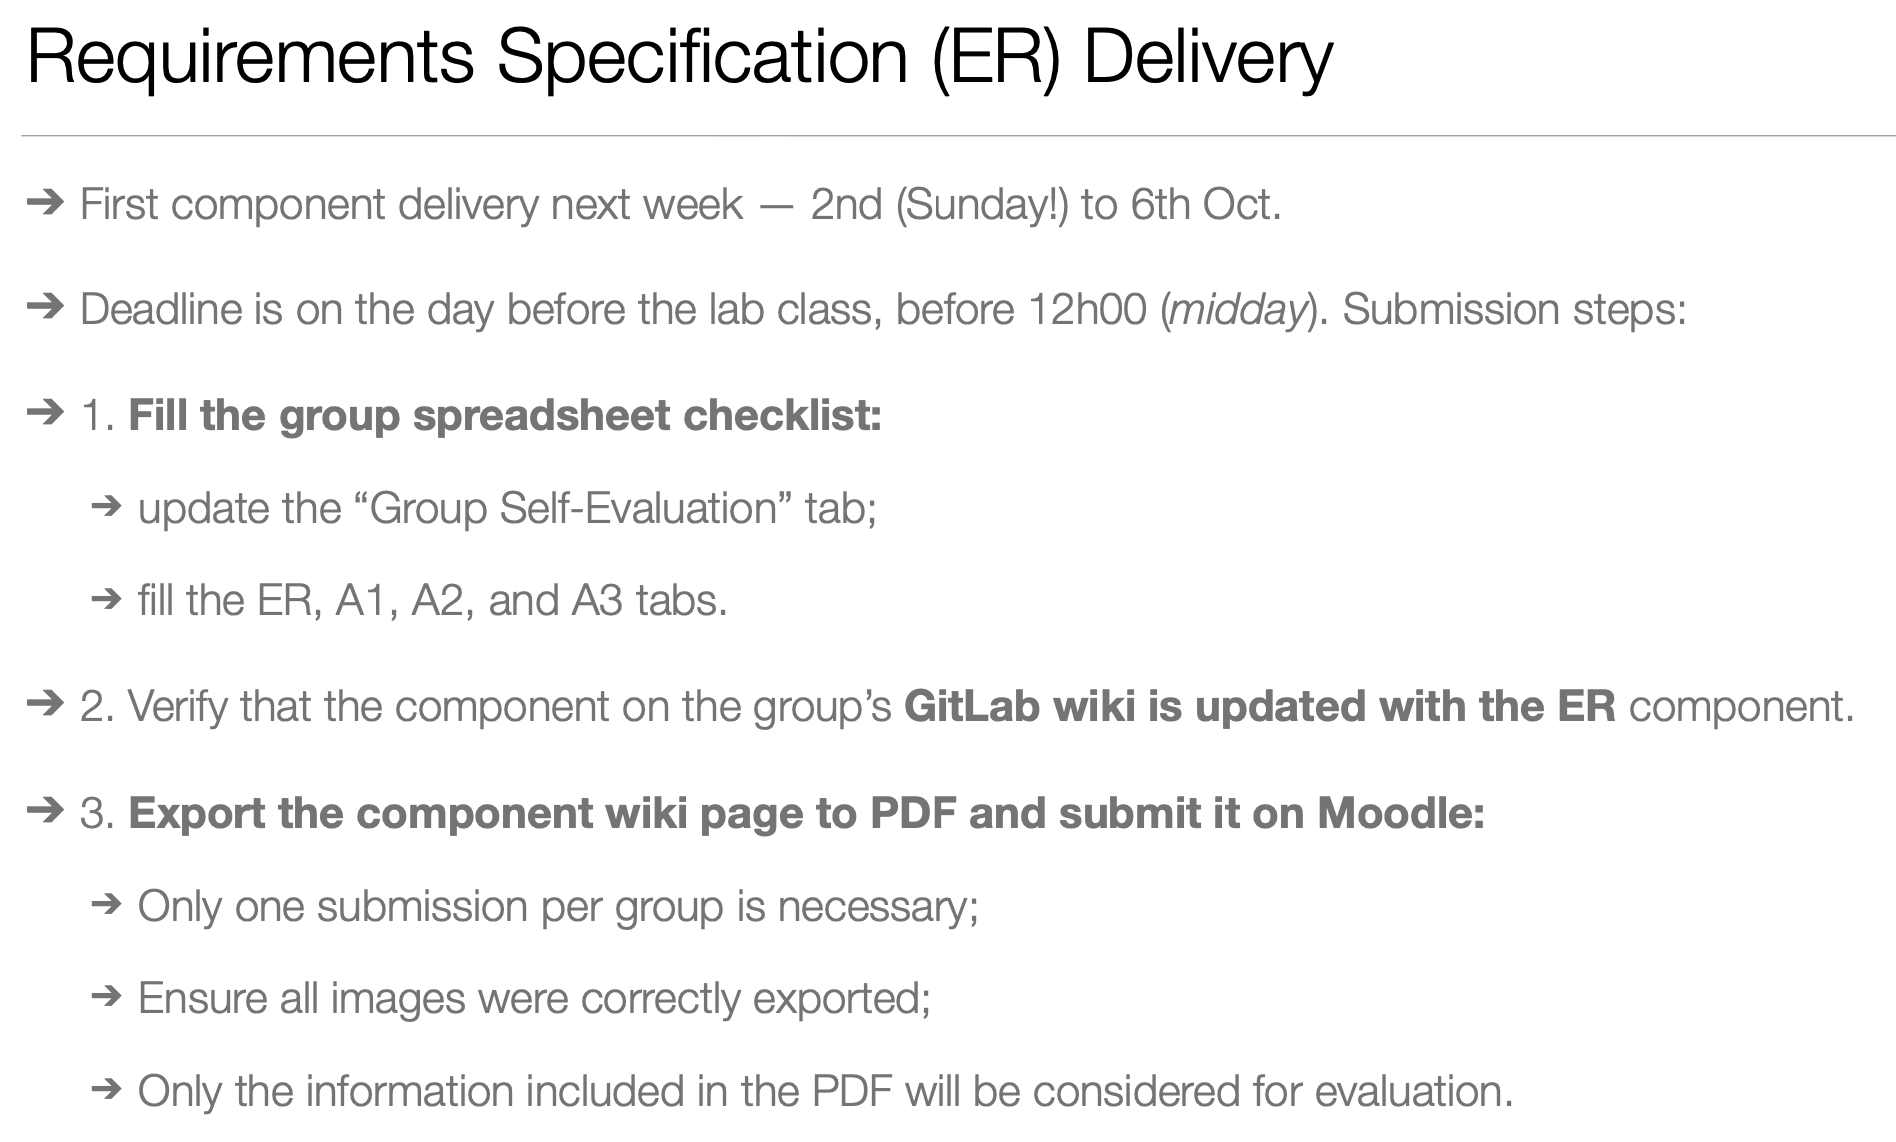 Requirements Specification (ER) Delivery
➔ First component delivery next week — 2nd (Sunday!) to 6th Oct.
➔ Deadline is on the day before the lab class, before 12h00 (midday). Submission steps:
➔ 1. Fill the group spreadsheet checklist:
➔ update the “Group Self-Evaluation” tab;
➔ fill the ER, A1, A2, and A3 tabs.
➔ 2. Verify that the component on the group’s GitLab wiki is updated with the ER component.
➔ 3. Export the component wiki page to PDF and submit it on Moodle:
➔ Only one submission per group is necessary;
➔ Ensure all images were correctly exported;
➔ Only the information included in the PDF will be considered for evaluation.